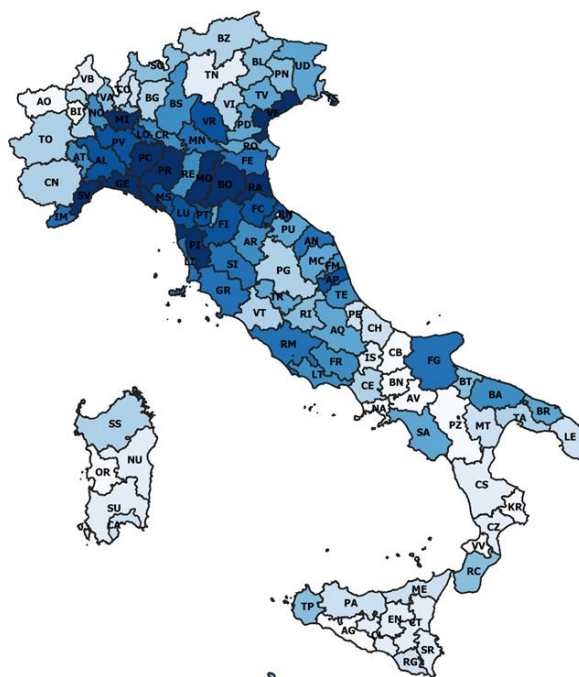 BZ
SO
BL
UD
VB
TN
PN
CO
AO
VA
BG
VI
TV
TS
BI
NO
BS
MI
VR
PD
VE
TO
LO
CR
PV
MN
RO
AT
AL
PC
FE
PR
RE
MO
CN
GE
BO
RA
SV
MS
IM
LU
PT
FC
RN
FI
PU
PI
AR
AN
LI
SI
MC
FM
PG
AP
GR
TR
TE
VT
RI
PE
AQ
CH
RM
IS
CB
FR
FG
LT
CE
BN
BT
NA
AV
BA
BR
SS
PZ
TA
SA
MT
LE
NU
OR
CS
SU
KR
CA
CZ
VV
RC
ME
TP
PA
EN
CT
AG
SR
RG